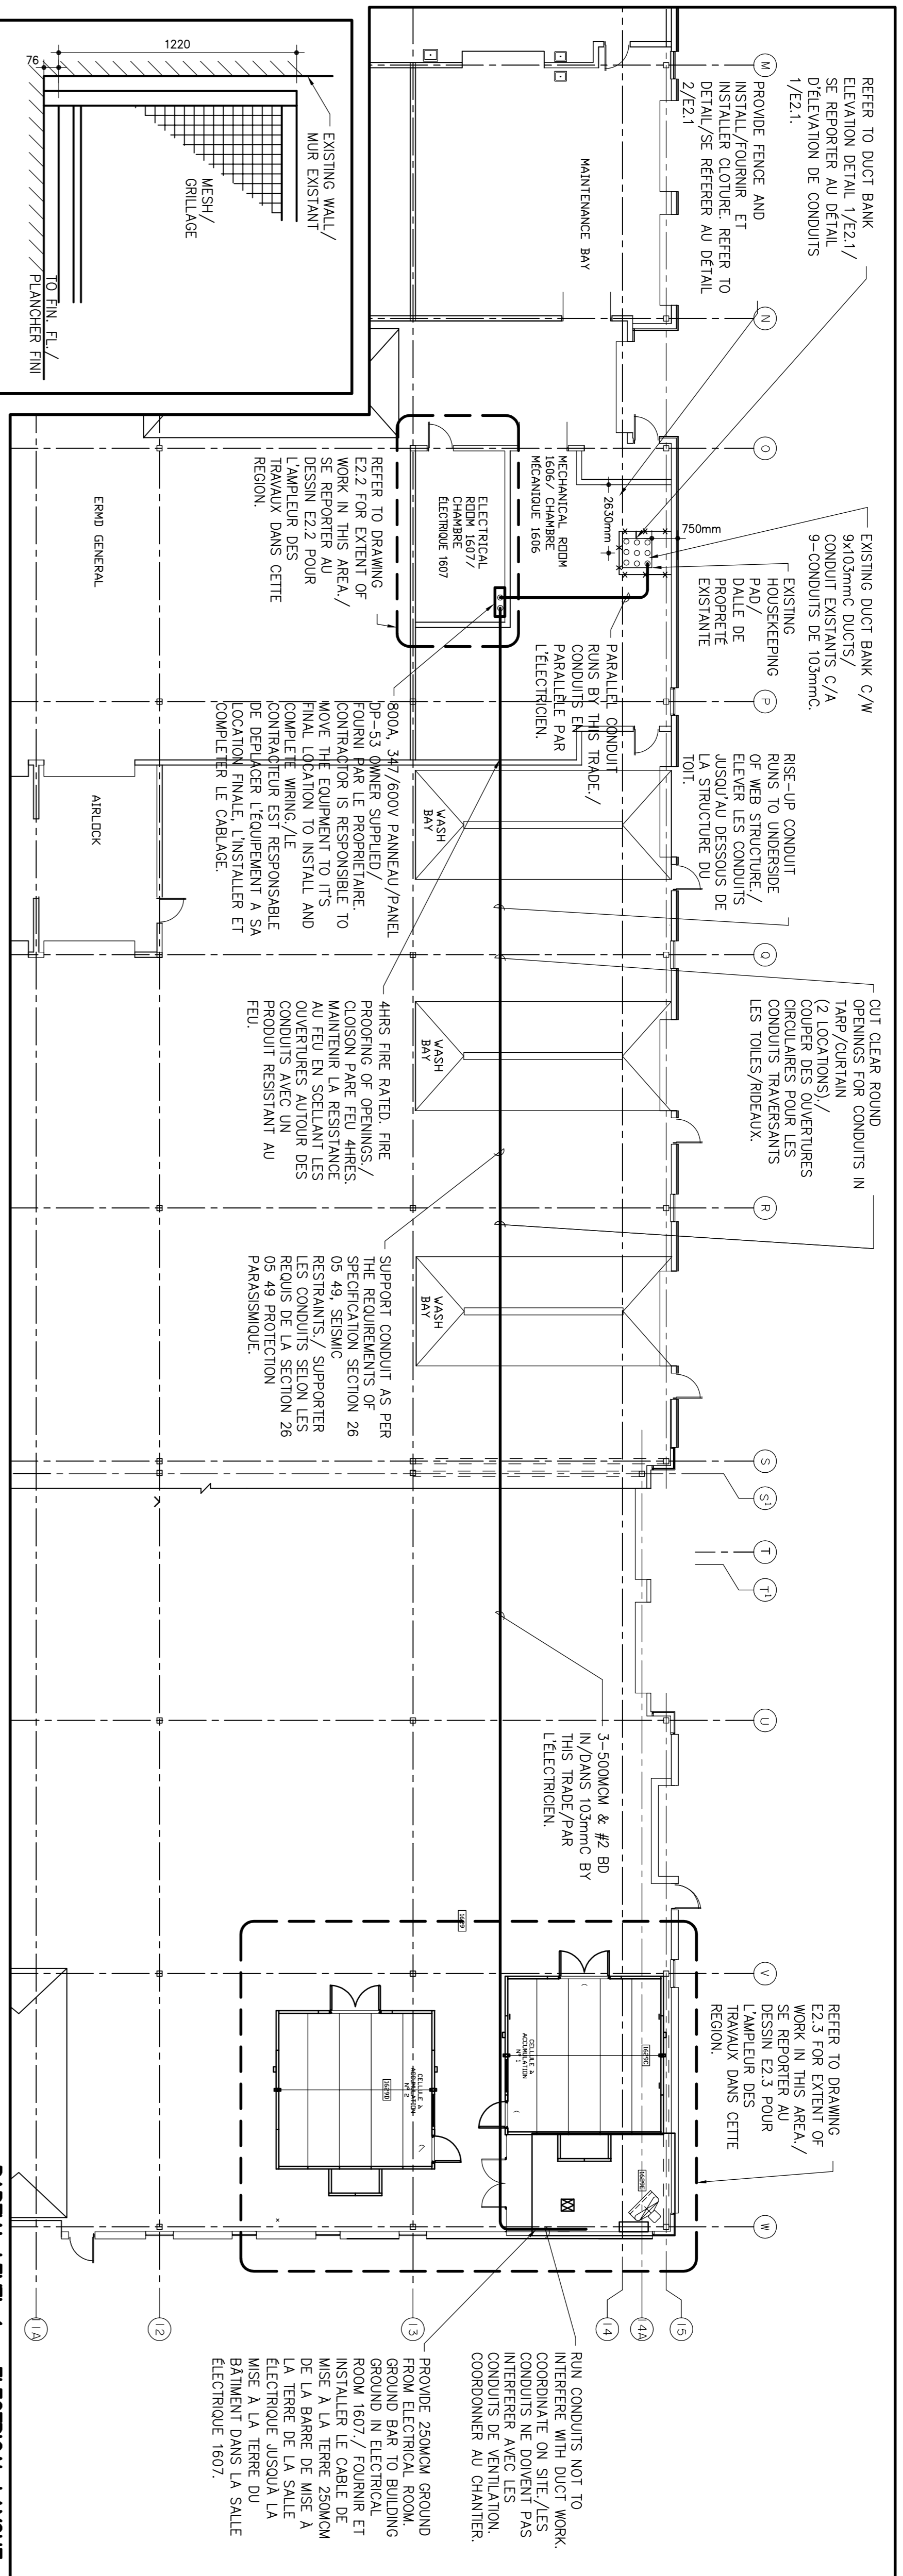 REFER TO DUCT BANK
ELEVATION DETAIL 1/E2.1/
SE REPORTER AU DÉTAIL
D'ÉLEVATION DE CONDUITS
1/E2.1.
PROVIDE FENCE AND
INSTALL/FOURNIR ET
INSTALLER CLOTURE. REFER TO
DETAIL/SE RÉFERER AU DÉTAIL
2/E2.1
EXISTING DUCT BANK C/W
9x103mmC DUCTS/
CONDUIT EXISTANTS C/A
9-CONDUITS DE 103mmC.
EXISTING
HOUSEKEEPING
PAD/
DALLE DE
PROPRETÉ
EXISTANTE
RISE-UP CONDUIT
RUNS TO UNDERSIDE
OF WEB STRUCTURE./
ELEVER LES CONDUITS
JUSQU'AU DESSOUS DE
LA STRUCTURE DU
TOIT.
CUT CLEAR ROUND
OPENINGS FOR CONDUITS IN
TARP/CURTAIN
(2 LOCATIONS)./
COUPER DES OUVERTURES
CIRCULAIRES POUR LES
CONDUITS TRAVERSANTS
LES TOILES/RIDEAUX.
M
N
O
P
Q
R
S
S1
T
T1
U
V
W
REFER TO DRAWING
E2.3 FOR EXTENT OF
WORK IN THIS AREA./
SE REPORTER AU
DESSIN E2.3 POUR
L'AMPLEUR DES
TRAVAUX DANS CETTE
REGION.
15
14A
14
13
12
11A
MAINTENANCE BAY
750mm
2630mm
MECHANICAL ROOM
1606/ CHAMBRE
MÉCANIQUE 1606
ELECTRICAL
ROOM 1607/
CHAMBRE
ÉLECTRIQUE 1607
PARALLEL CONDUIT
RUNS BY THIS TRADE./
CONDUITS EN
PARALLÈLE PAR
L'ÉLECTRICIEN.
WASH
BAY
WASH
BAY
WASH
BAY
3-500MCM & #2 BD
IN/DANS 103mmC BY
THIS TRADE/PAR
L'ÉLECTRICIEN.
REFER TO DRAWING
E2.2 FOR EXTENT OF
WORK IN THIS AREA./
SE REPORTER AU
DESSIN E2.2 POUR
L'AMPLEUR DES
TRAVAUX DANS CETTE
REGION.
800A, 347/600V PANNEAU/PANEL
DP-53 OWNER SUPPLIED/
FOURNI PAR LE PROPRIETAIRE.
CONTRACTOR IS RESPONSIBLE TO
MOVE THE EQUIPMENT TO IT'S
FINAL LOCATION TO INSTALL AND
COMPLETE WIRING./LE
CONTRACTEUR EST RESPONSABLE
DE DEPLACER L'ÉQUIPEMENT A SA
LOCATION FINALE, L'INSTALLER ET
COMPLETER LE CABLAGE.
4HRS FIRE RATED. FIRE
PROOFING OF OPENINGS./
CLOISON PARE FEU 4HRES.
MAINTENIR LA RESISTANCE
AU FEU EN SCELLANT LES
OUVERTURES AUTOUR DES
CONDUITS AVEC UN
PRODUIT RESISTANT AU
FEU.
SUPPORT CONDUIT AS PER
THE REQUIREMENTS OF
SPECIFICATION SECTION 26
05 49, SEISMIC
RESTRAINTS./ SUPPORTER
LES CONDUITS SELON LES
REQUIS DE LA SECTION 26
05 49 PROTECTION
PARASISMIQUE.
RUN CONDUITS NOT TO
INTERFERE WITH DUCT WORK.
COORDINATE ON SITE./LES
CONDUITS NE DOIVENT PAS
INTERFÉRER AVEC LES
CONDUITS DE VENTILATION.
COORDONNER AU CHANTIER.
PROVIDE 250MCM GROUND
FROM ELECTRICAL ROOM.
GROUND BAR TO BUILDING
GROUND IN ELECTRICAL
ROOM 1607./ FOURNIR ET
INSTALLER LE CABLE DE
MISE À LA TERRE 250MCM
DE LA BARRE DE MISE À
LA TERRE DE LA SALLE
ÉLECTRIQUE JUSQU'À LA
MISE À LA TERRE DU
BÂTIMENT DANS LA SALLE
ÉLECTRIQUE 1607.
CELLULE À
ACCUMULATION
N° 1
1629C
CELLULE À
ACCUMULATION
N° 2
1629D
1629
ERMD GENERAL
AIRLOCK
1220
76
EXISTING WALL/
MUR EXISTANT
MESH/
GRILLAGE
TO FIN. FL./
PLANCHER FINI